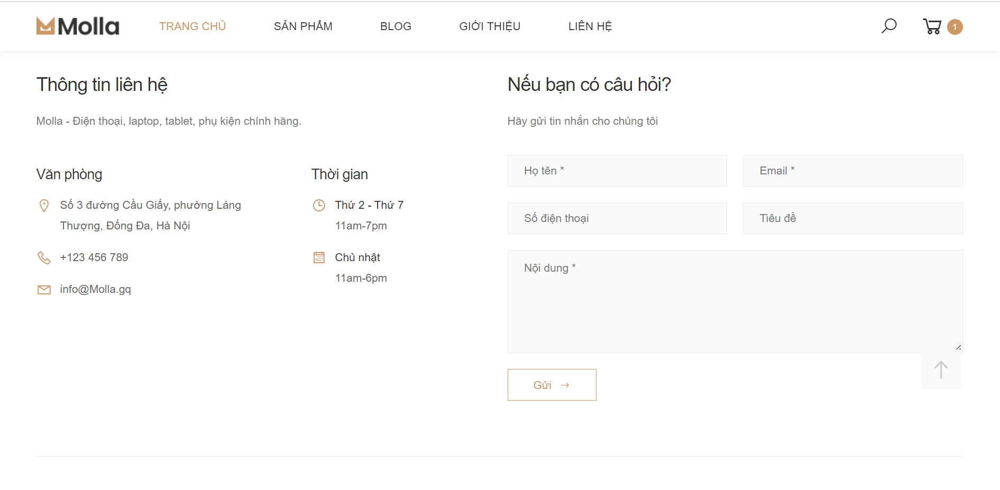 Molla
TRANG CHỦ
SẢN PHẨM
BLOG
GIỚI THIỆU
LIÊN HỆ
1
Thông tin liên hệ
Molla - Điện thoại, laptop, tablet, phụ kiện chính hãng.
Văn phòng
Số 3 đường Cầu Giấy, phường Láng
Thượng, Đống Đa, Hà Nội
+123 456 789
info@Molla.gq
Thời gian
Thứ 2 - Thứ 7
11am-7pm
Chủ nhật
11am-6pm
Nếu bạn có câu hỏi?
Hãy gửi tin nhắn cho chúng tôi
Họ tên *
Email *
Số điện thoại
Tiêu đề
Nội dung *
Gửi →